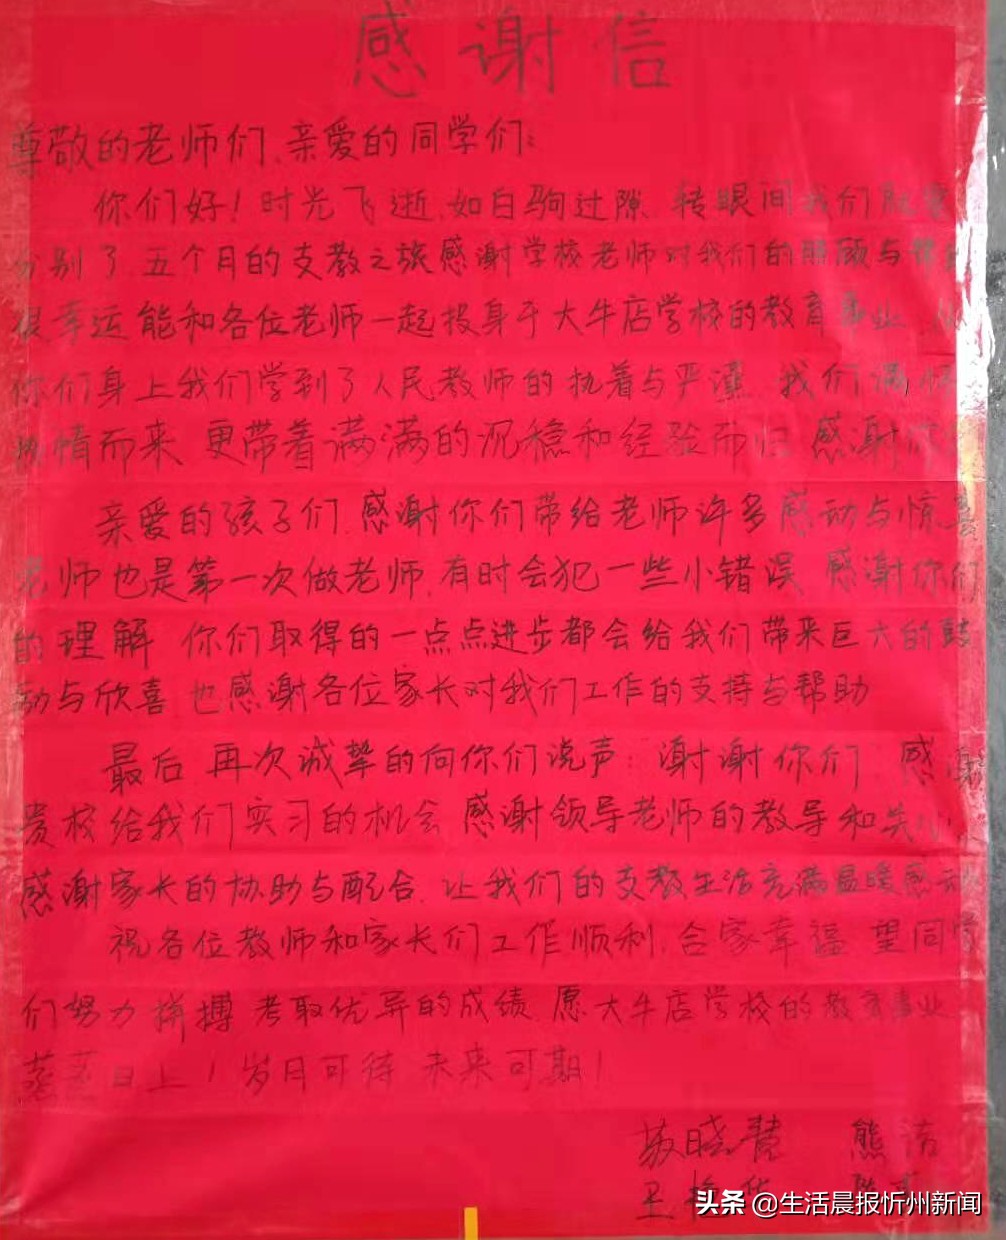 感谢信
尊敬的老师们、亲爱的同学们：
你们好！时光飞逝，如白驹过隙，转眼间我们就要
分别了，五个月的支教之旅感谢学校老师对我们的照顾与帮助
很幸运能和各位老师一起投身于大牛店学校的教育事业，从
你们身上我们学到了人民教师的执着与严谨，我们满怀
热情而来，更带着满满的沉稳和经验而归，感谢你们
亲爱的孩子们，感谢你们带给老师许多感动与惊喜
老师也是第一次做老师，有时会犯一些小错误，感谢你们
的理解，你们取得的一点点进步都会给我们带来巨大的鼓
动与欣喜，也感谢各位家长对我们工作的支持与帮助
最后，再次诚挚的向你们说声：谢谢你们，感谢
贵校给我们实习的机会，感谢领导老师的教导和关
感谢家长的协助与配合，让我们的支教生活充满温暖感动
祝各位教师和家长们工作顺利，合家幸福，望同学
们努力拼搏，考取优异的成绩，愿大牛店学校的教育事业
蒸蒸日上！岁月可待，未来可期！
苏晓慧 熊洁
王
头条 @生活晨报忻州新闻